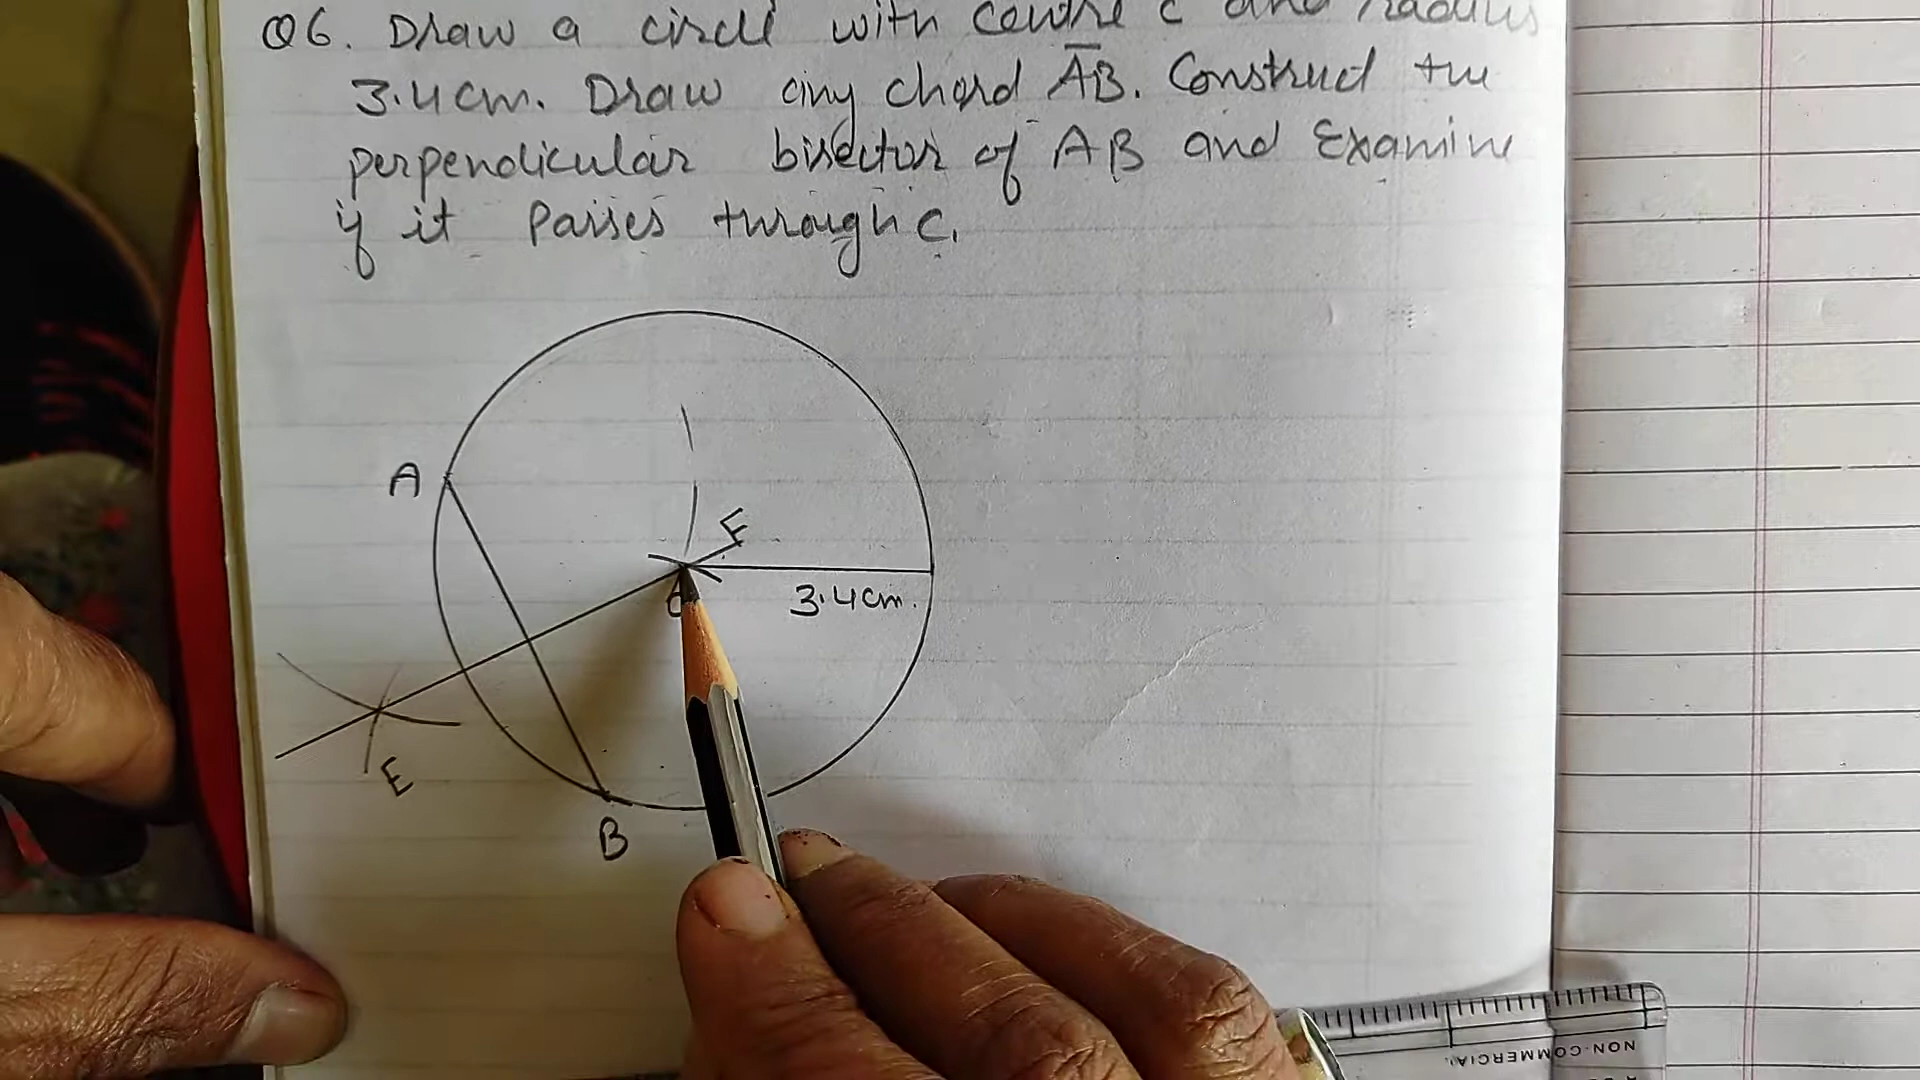 Q6. Draw a circle with centre C and radius
3.4cm. Draw any chord AB. Construct the
perpendicular bisector of AB and Examine
if it Passes through C.
A
F
C
3.4cm.
E
B
NON-COMMERCIAL